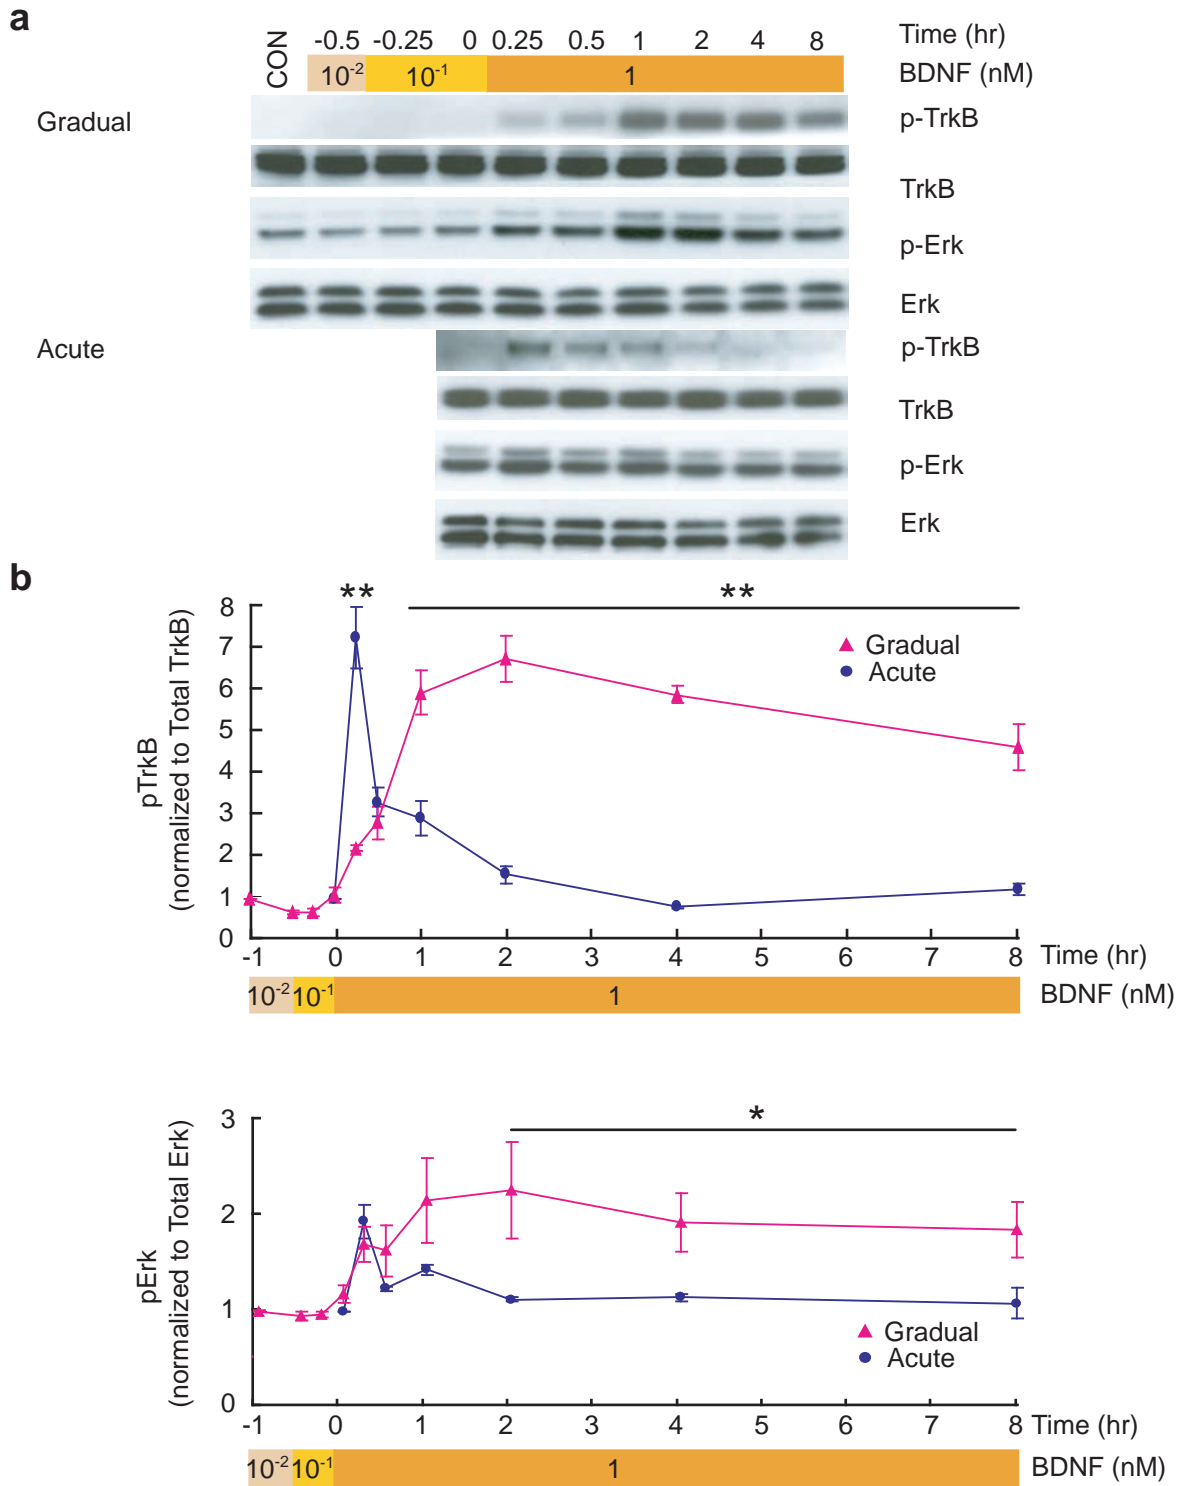 a
CON -0.5 -0.25 0 0.25 0.5 1 2 4 8 Time (hr)
10-2 10-1 1 BDNF (nM)
Gradual p-TrkB
TrkB
p-Erk
Erk
Acute p-TrkB
TrkB
p-Erk
Erk
b
** **
pTrkB
(normalized to Total TrkB)
8
7
6
5
4
3
2
1
0
Gradual
Acute
-1 0 1 2 3 4 5 6 7 8 Time (hr)
10-2 10-1 1 BDNF (nM)
*
pErk
(normalized to Total Erk)
3
2
1
0
Gradual
Acute
-1 0 1 2 3 4 5 6 7 8 Time (hr)
10-2 10-1 1 BDNF (nM)